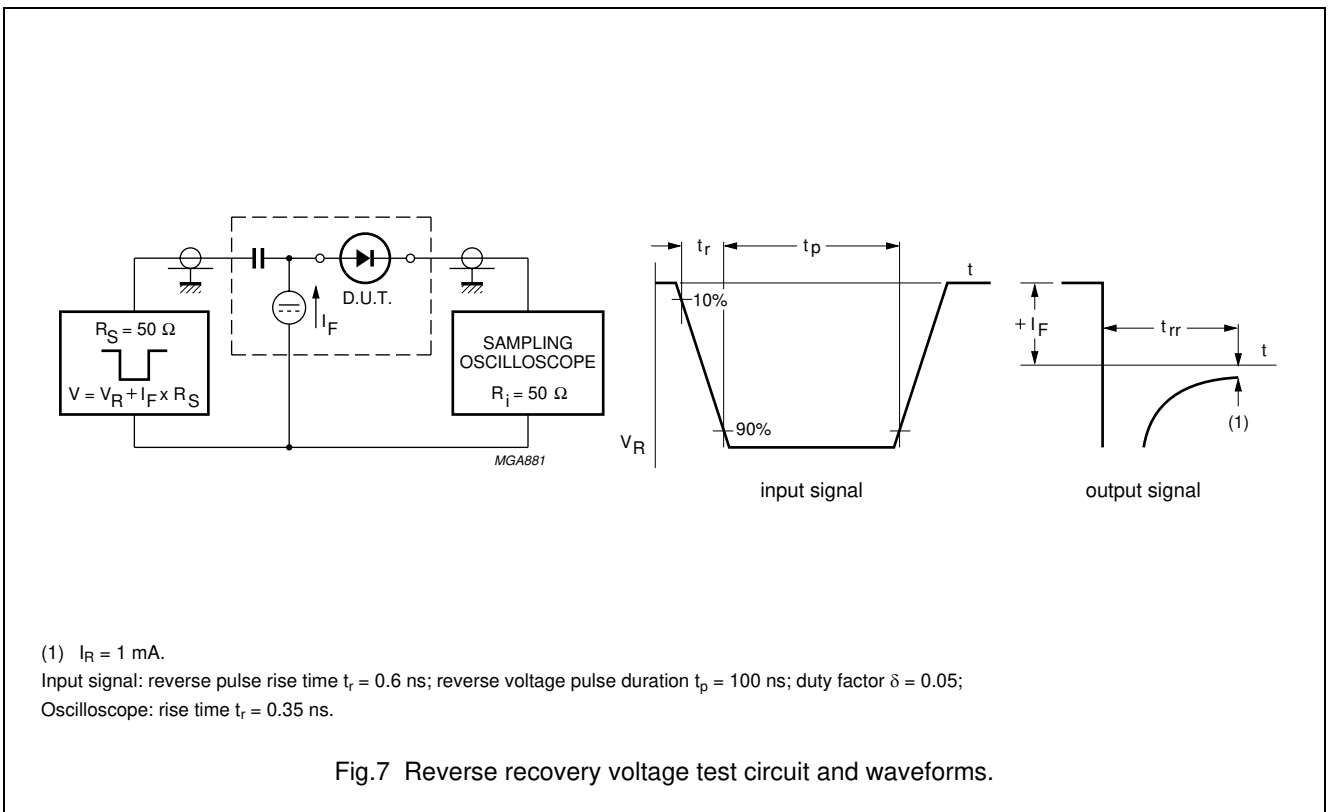 R_S = 50 Ω
V = V_R + I_F x R_S
D.U.T.
I_F
SAMPLING
OSCILLOSCOPE
R_i = 50 Ω
MGA881
t_r
t_p
t
10%
90%
V_R
input signal
+ I_F
t_rr
t
(1)
output signal
(1) I_R = 1 mA.
Input signal: reverse pulse rise time t_r = 0.6 ns; reverse voltage pulse duration t_p = 100 ns; duty factor δ = 0.05;
Oscilloscope: rise time t_r = 0.35 ns.
Fig.7 Reverse recovery voltage test circuit and waveforms.